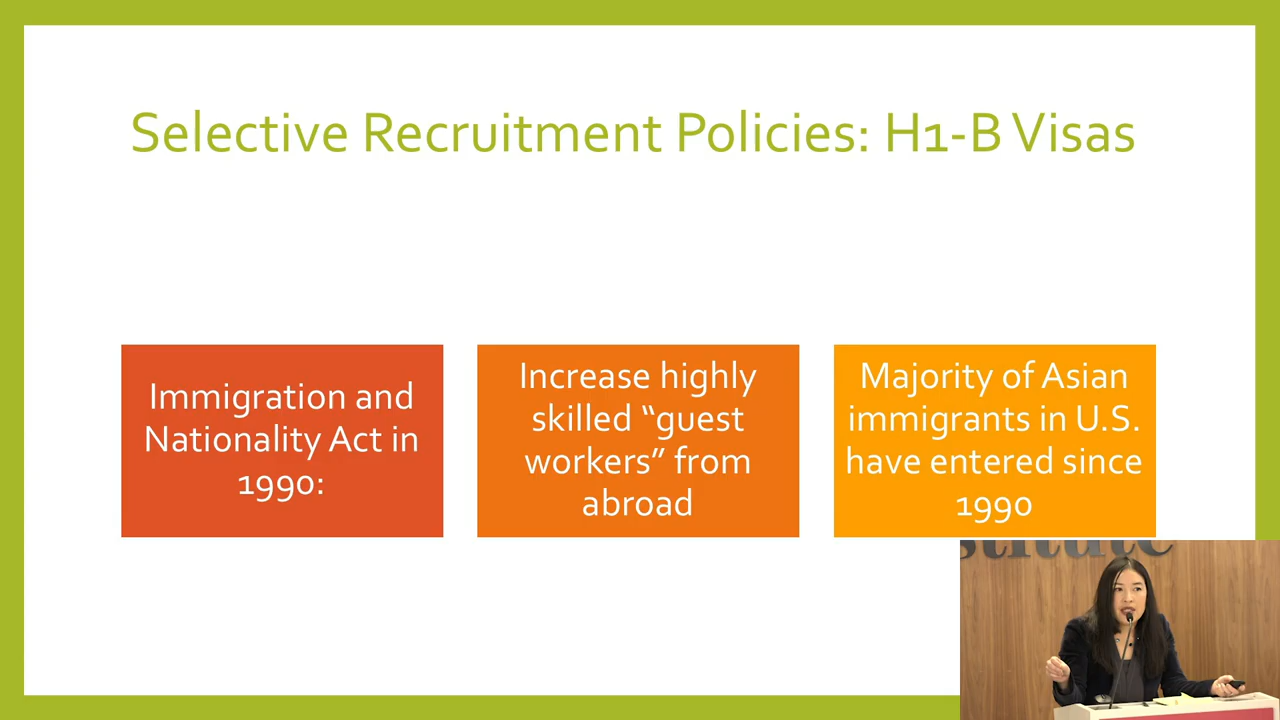 Selective Recruitment Policies: H1-B Visas
Immigration and
Nationality Act in
1990:
Increase highly
skilled “guest
workers” from
abroad
Majority of Asian
immigrants in U.S.
have entered since
1990